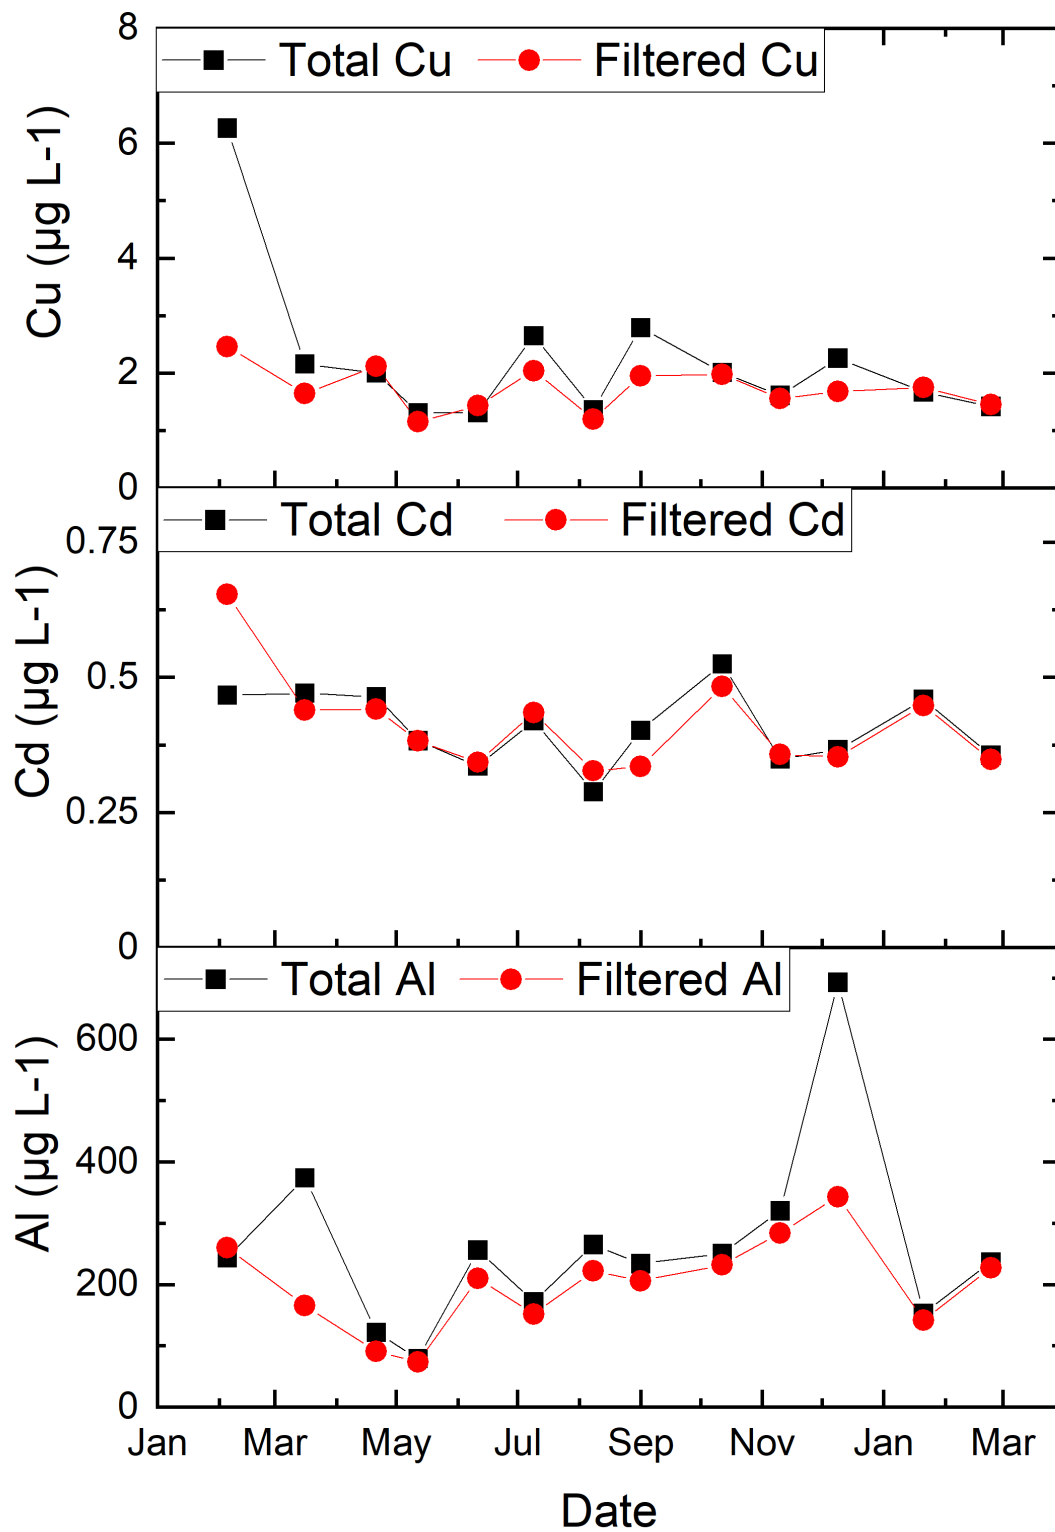 8
Total Cu Filtered Cu
6
Cu (µg L-1)
4
2
0
Total Cd Filtered Cd
0.75
Cd (µg L-1)
0.5
0.25
0
Total Al Filtered Al
600
Al (µg L-1)
400
200
0
Jan Mar May Jul Sep Nov Jan Mar
Date